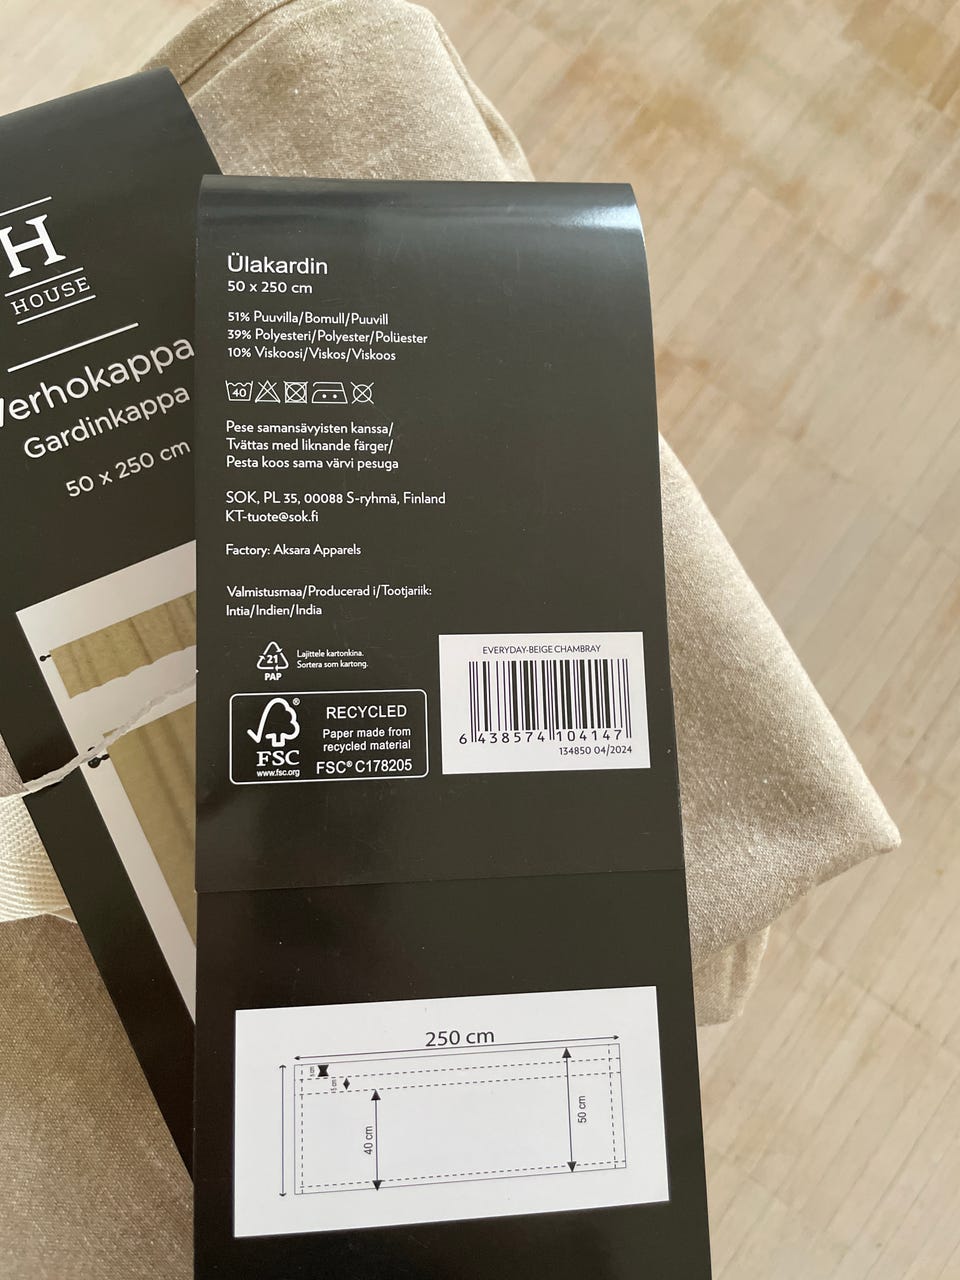 H
HOUSE
Verhokappa
Gardinkappa
50 x 250 cm
Ülakardin
50 x 250 cm
51% Puuvilla/Bomull/Puuvill
39% Polyesteri/Polyester/Polüester
10% Viskoosi/Viskos/Viskoos
40
Pese samansävyisten kanssa/
Tvättas med liknande färger/
Pesta koos sama värvi pesuga
SOK, PL 35, 00088 S-ryhmä, Finland
KT-tuote@sok.fi
Factory: Aksara Apparels
Valmistusmaa/Producerad i/Tootjariik:
Intia/Indien/India
21
PAP
Lajittele kartonkina.
Sortera som kartong.
FSC
www.fsc.org
®
RECYCLED
Paper made from
recycled material
FSC® C178205
EVERYDAY-BEIGE CHAMBRAY
6 438574 104147
134850 04/2024
250 cm
5 cm
40 cm
50 cm